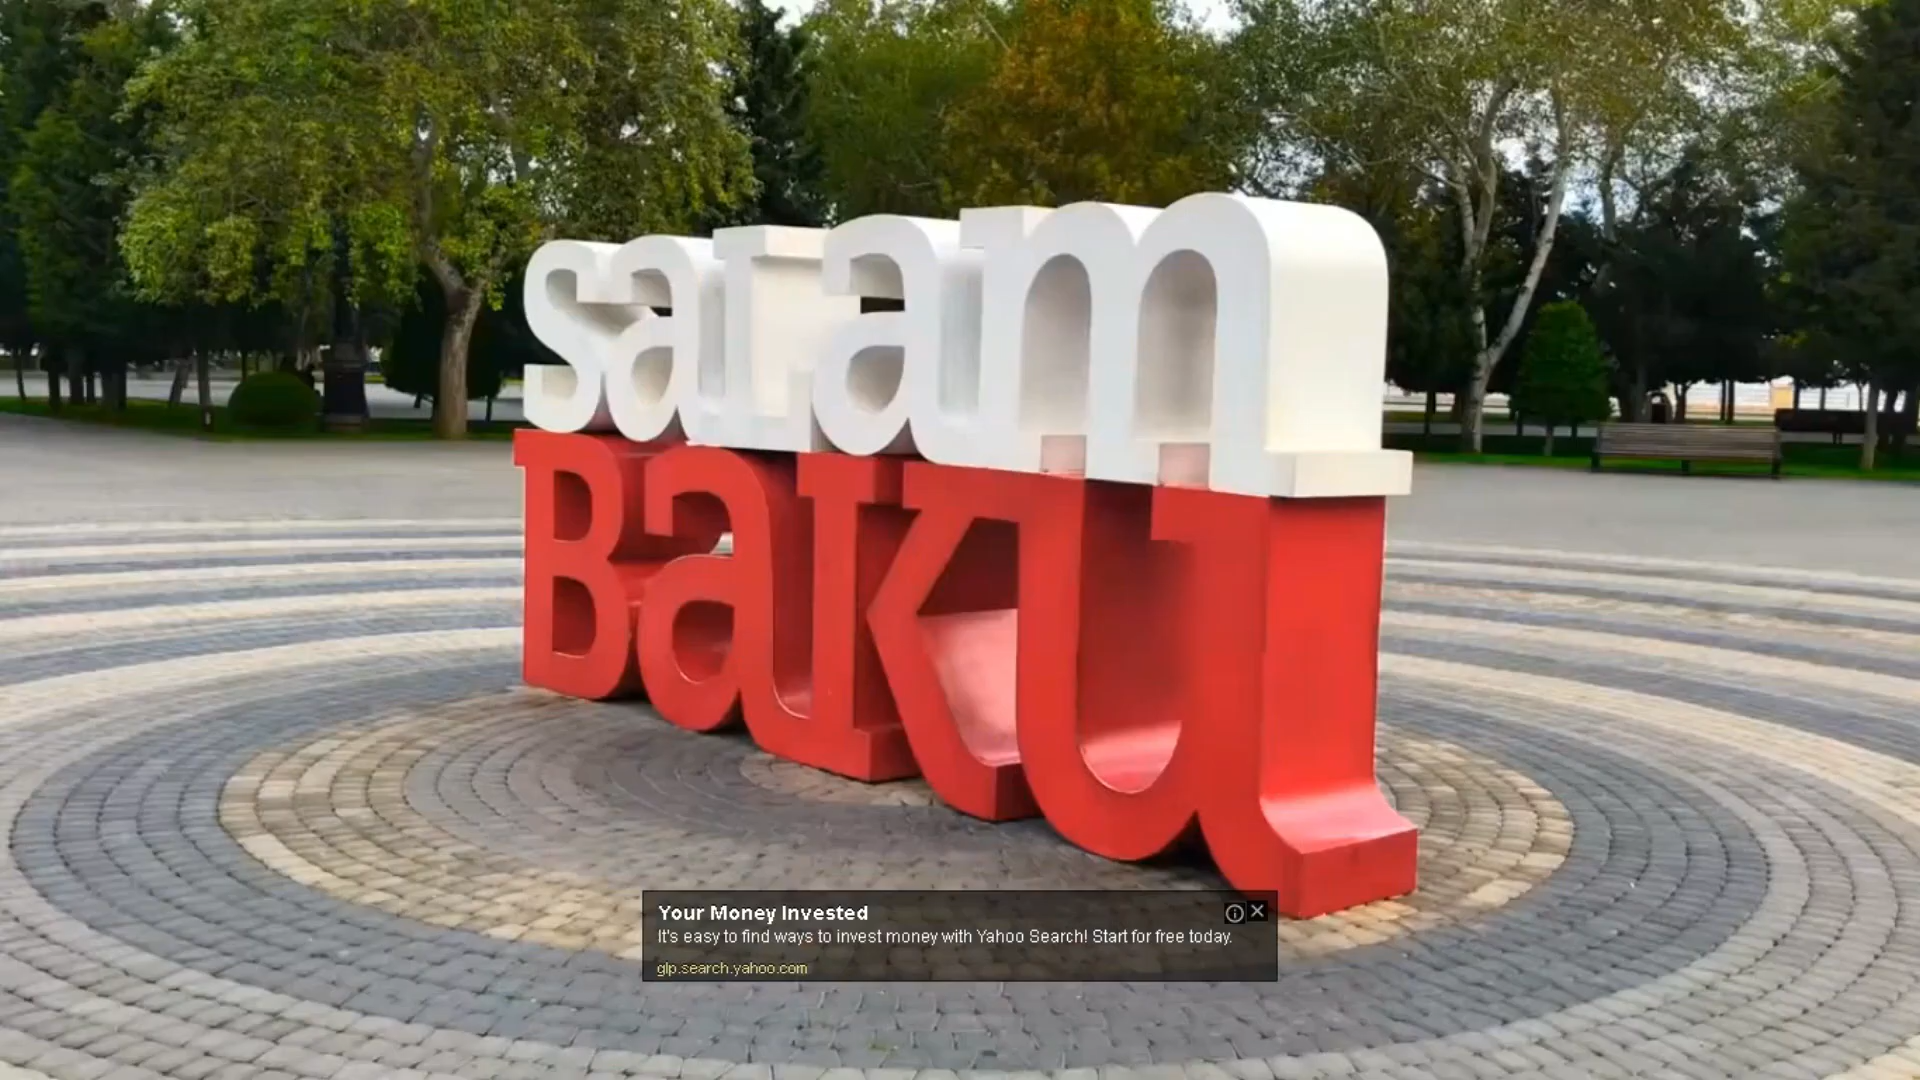 salam
Baku
Your Money Invested
It's easy to find ways to invest money with Yahoo Search! Start for free today.
glp.search.yahoo.com